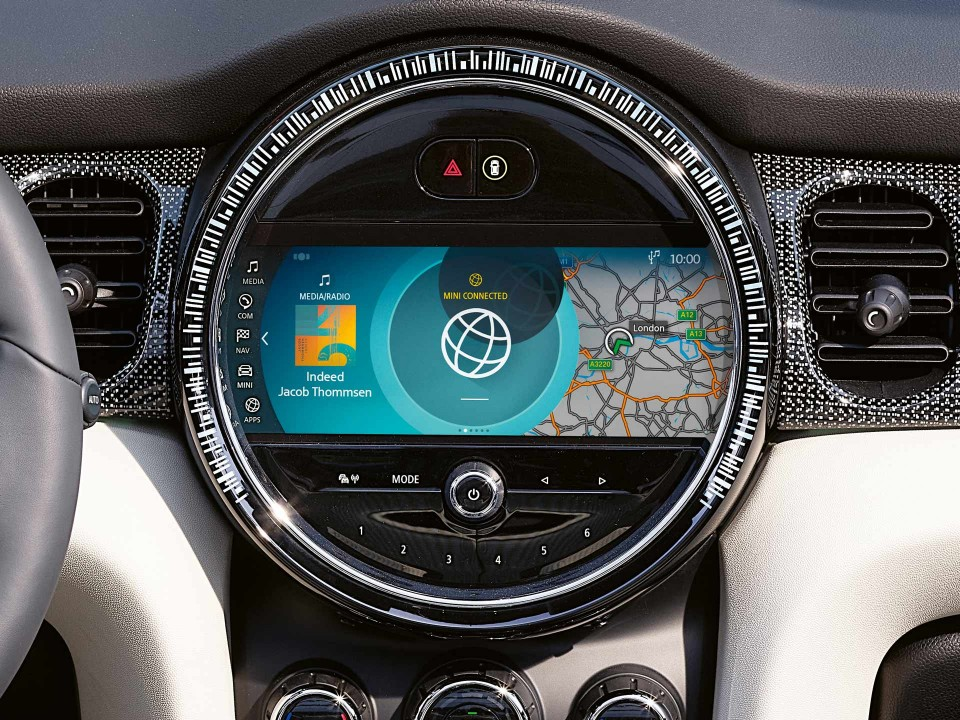 10:00
MEDIA
COM
NAV
MINI
APPS
MEDIA/RADIO
Indeed
Jacob Thommsen
MINI CONNECTED
London
A12
A13
A3220
MODE
1
2
3
4
5
6
AUTO